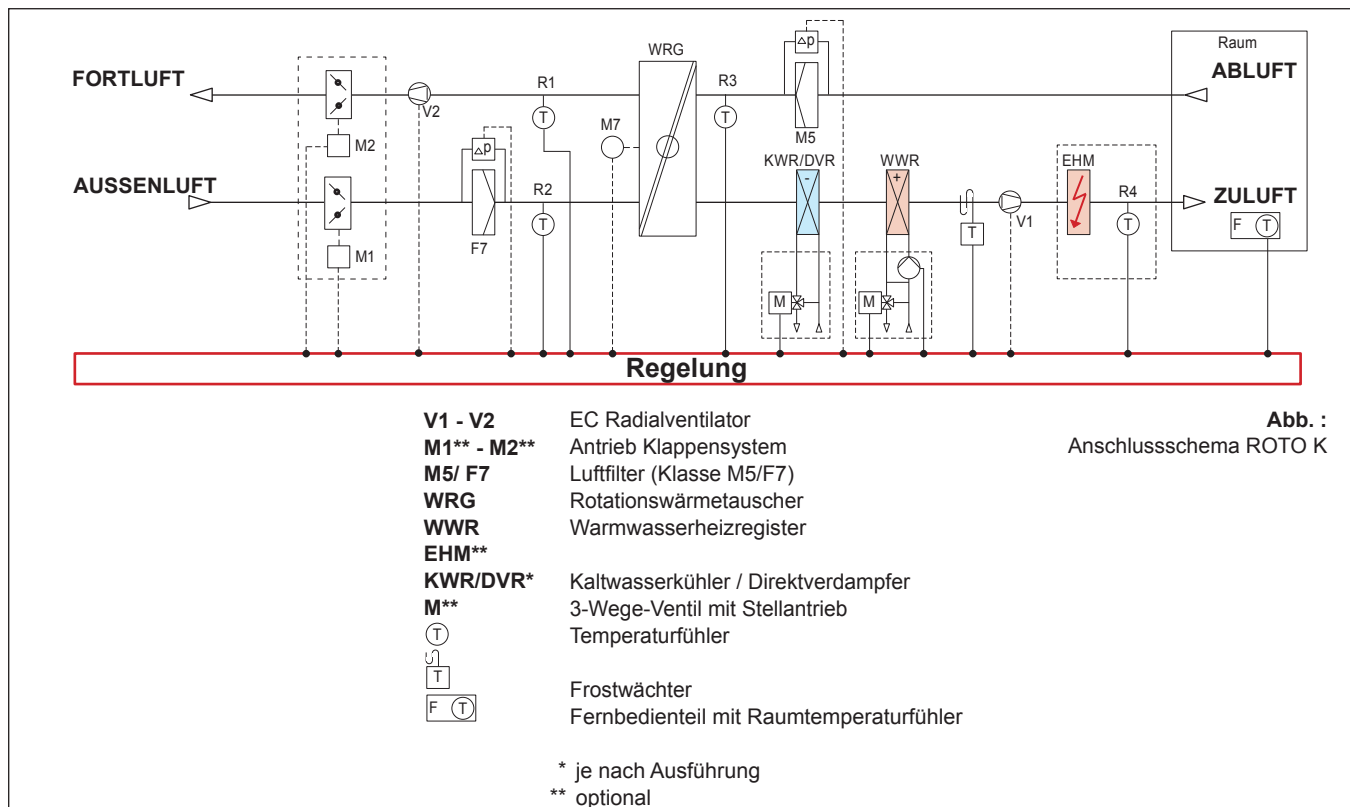 Raum
WRG
Δp
FORTLUFT
ABLUFT
R1
R3
T
V2
T
M5
M2
M7
Δp
KWR/DVR
WWR
EHM
AUSSENLUFT
R2
-
+
R4
ZULUFT
T
F7
T
V1
T
F T
M1
M
M
Regelung
V1 - V2 EC Radialventilator
Abb. :
M1** - M2** Antrieb Klappensystem
Anschlussschema ROTO K
M5/ F7 Luftfilter (Klasse M5/F7)
WRG Rotationswärmetauscher
WWR Warmwasserheizregister
EHM**
KWR/DVR* Kaltwasserkühler / Direktverdampfer
M** 3-Wege-Ventil mit Stellantrieb
T Temperaturfühler
T Frostwächter
F T Fernbedienteil mit Raumtemperaturfühler
* je nach Ausführung
** optional